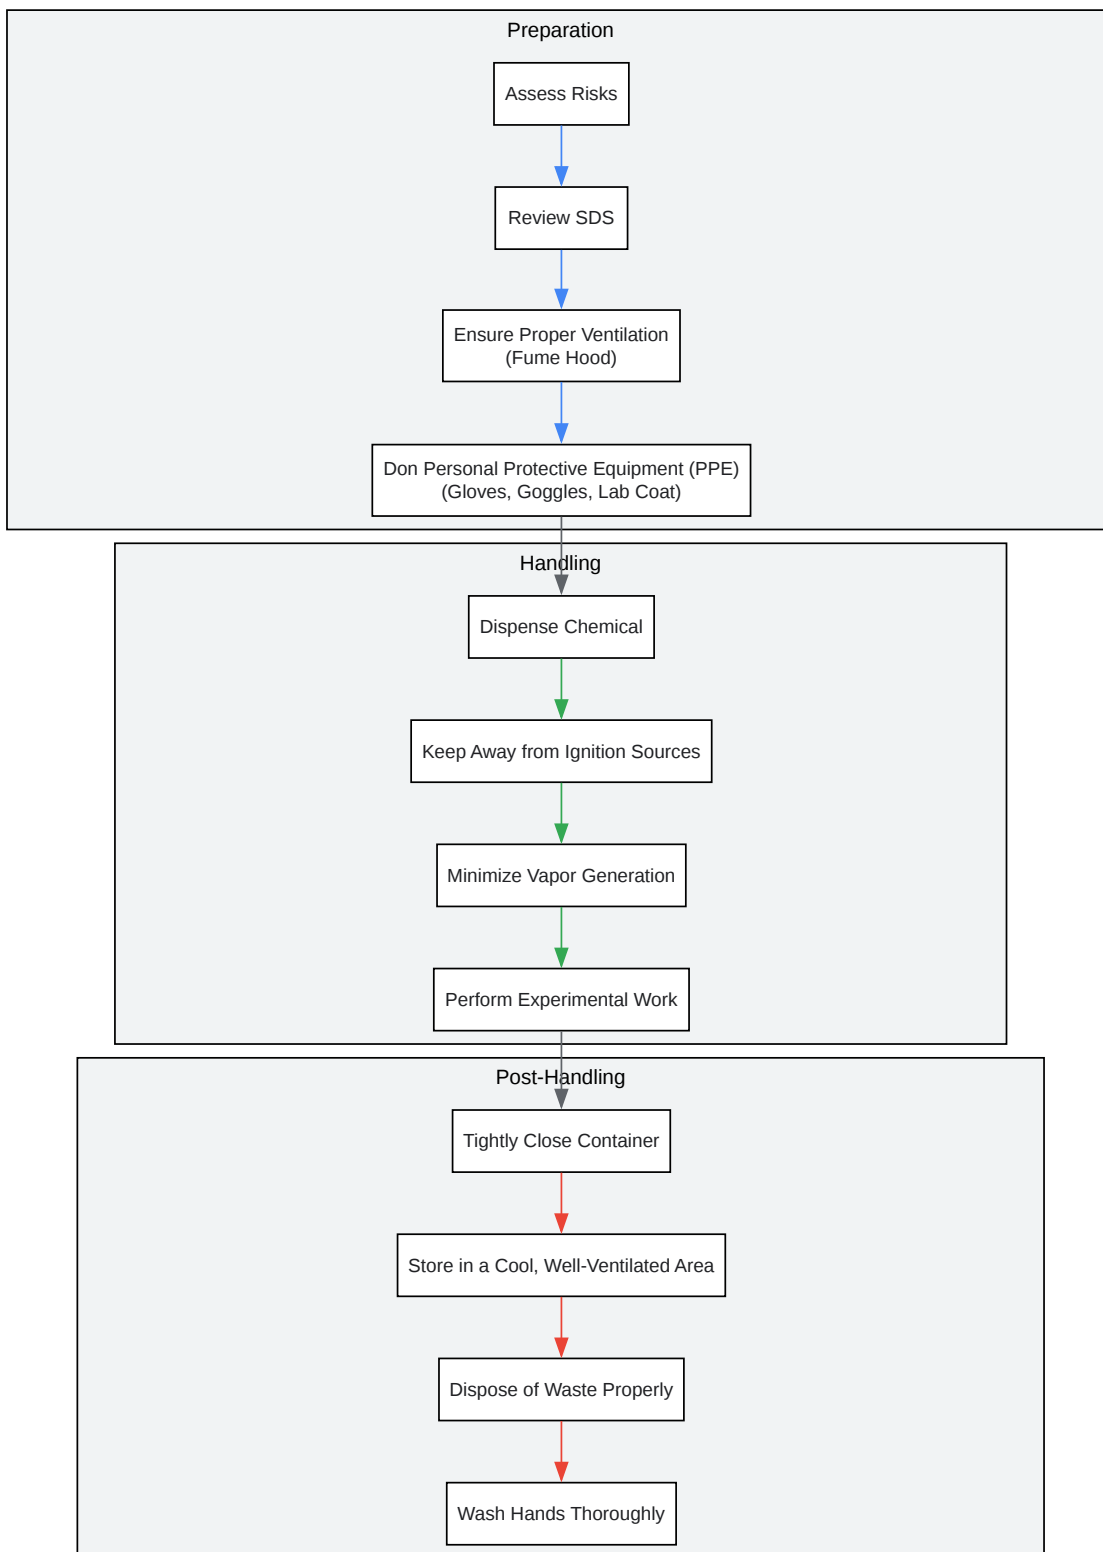 Preparation
Assess Risks
Review SDS
Ensure Proper Ventilation
(Fume Hood)
Don Personal Protective Equipment (PPE)
(Gloves, Goggles, Lab Coat)
Handling
Dispense Chemical
Keep Away from Ignition Sources
Minimize Vapor Generation
Perform Experimental Work
Post-Handling
Tightly Close Container
Store in a Cool, Well-Ventilated Area
Dispose of Waste Properly
Wash Hands Thoroughly